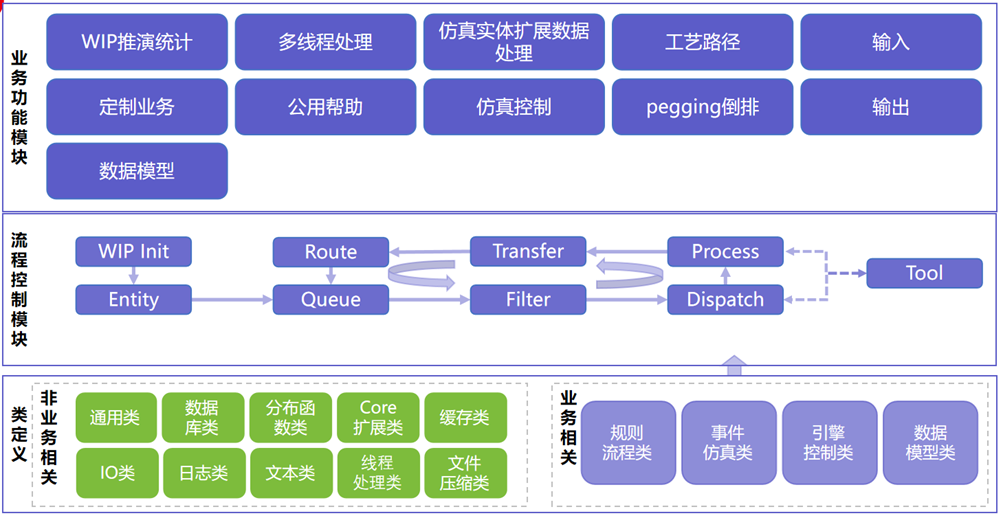 业务功能模块
WIP推演统计
多线程处理
仿真实体扩展数据
处理
工艺路径
输入
定制业务
公用帮助
仿真控制
pegging倒排
输出
数据模型
流程控制模块
WIP Init
Route
Transfer
Process
Tool
Entity
Queue
Filter
Dispatch
类定义
非业务相关
通用类
数据
库类
分布函
数类
Core
扩展类
缓存类
IO类
日志类
文本类
线程
处理类
文件
压缩类
业务相关
规则
流程类
事件
仿真类
引擎
控制类
数据
模型类